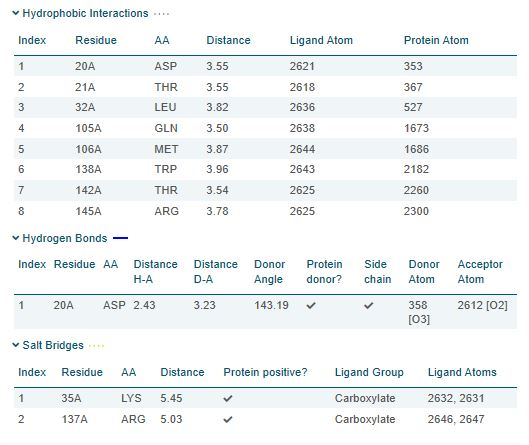 Hydrophobic Interactions
Index Residue AA Distance Ligand Atom Protein Atom
1 20A ASP 3.55 2621 353
2 21A THR 3.55 2618 367
3 32A LEU 3.82 2636 527
4 105A GLN 3.50 2638 1673
5 106A MET 3.87 2644 1686
6 138A TRP 3.96 2643 2182
7 142A THR 3.54 2625 2260
8 145A ARG 3.78 2625 2300
Hydrogen Bonds
Index Residue AA Distance H-A Distance D-A Donor Angle Protein donor? Side chain Donor Atom Acceptor Atom
1 20A ASP 2.43 3.23 143.19 ✔ ✔ 358 [O3] 2612 [O2]
Salt Bridges
Index Residue AA Distance Protein positive? Ligand Group Ligand Atoms
1 35A LYS 5.45 ✔ Carboxylate 2632, 2631
2 137A ARG 5.03 ✔ Carboxylate 2646, 2647